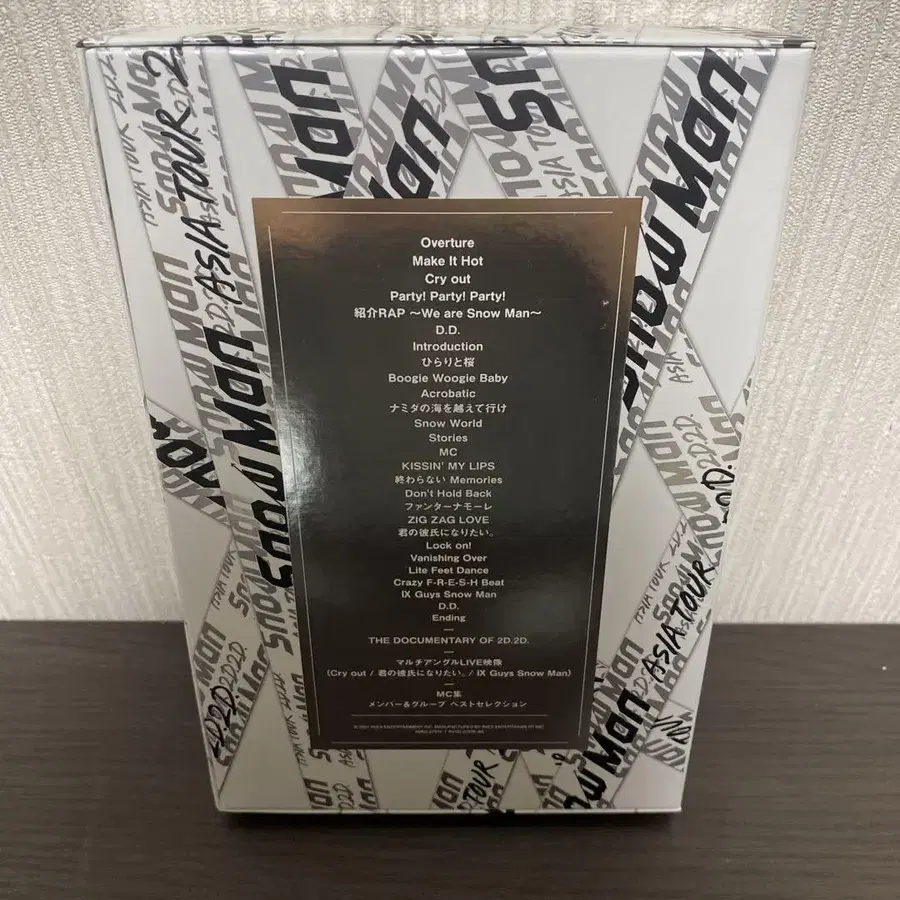 Snow Man
ASIA TOUR 2D.2D.
Overture
Make It Hot
Cry out
Party! Party! Party!
紹介RAP 〜We are Snow Man〜
D.D.
Introduction
ひらりと桜
Boogie Woogie Baby
Acrobatic
ナミダの海を越えて行け
Snow World
Stories
MC
KISSIN' MY LIPS
終わらない Memories
Don't Hold Back
ファンターナモーレ
ZIG ZAG LOVE
君の彼氏になりたい。
Lock on!
Vanishing Over
Lite Feet Dance
Crazy F-R-E-S-H Beat
IX Guys Snow Man
D.D.
Ending
THE DOCUMENTARY OF 2D.2D.
マルチアングルLIVE映像
(Cry out / 君の彼氏になりたい。/ IX Guys Snow Man)
MC集
メンバー&グループ ベストセレクション